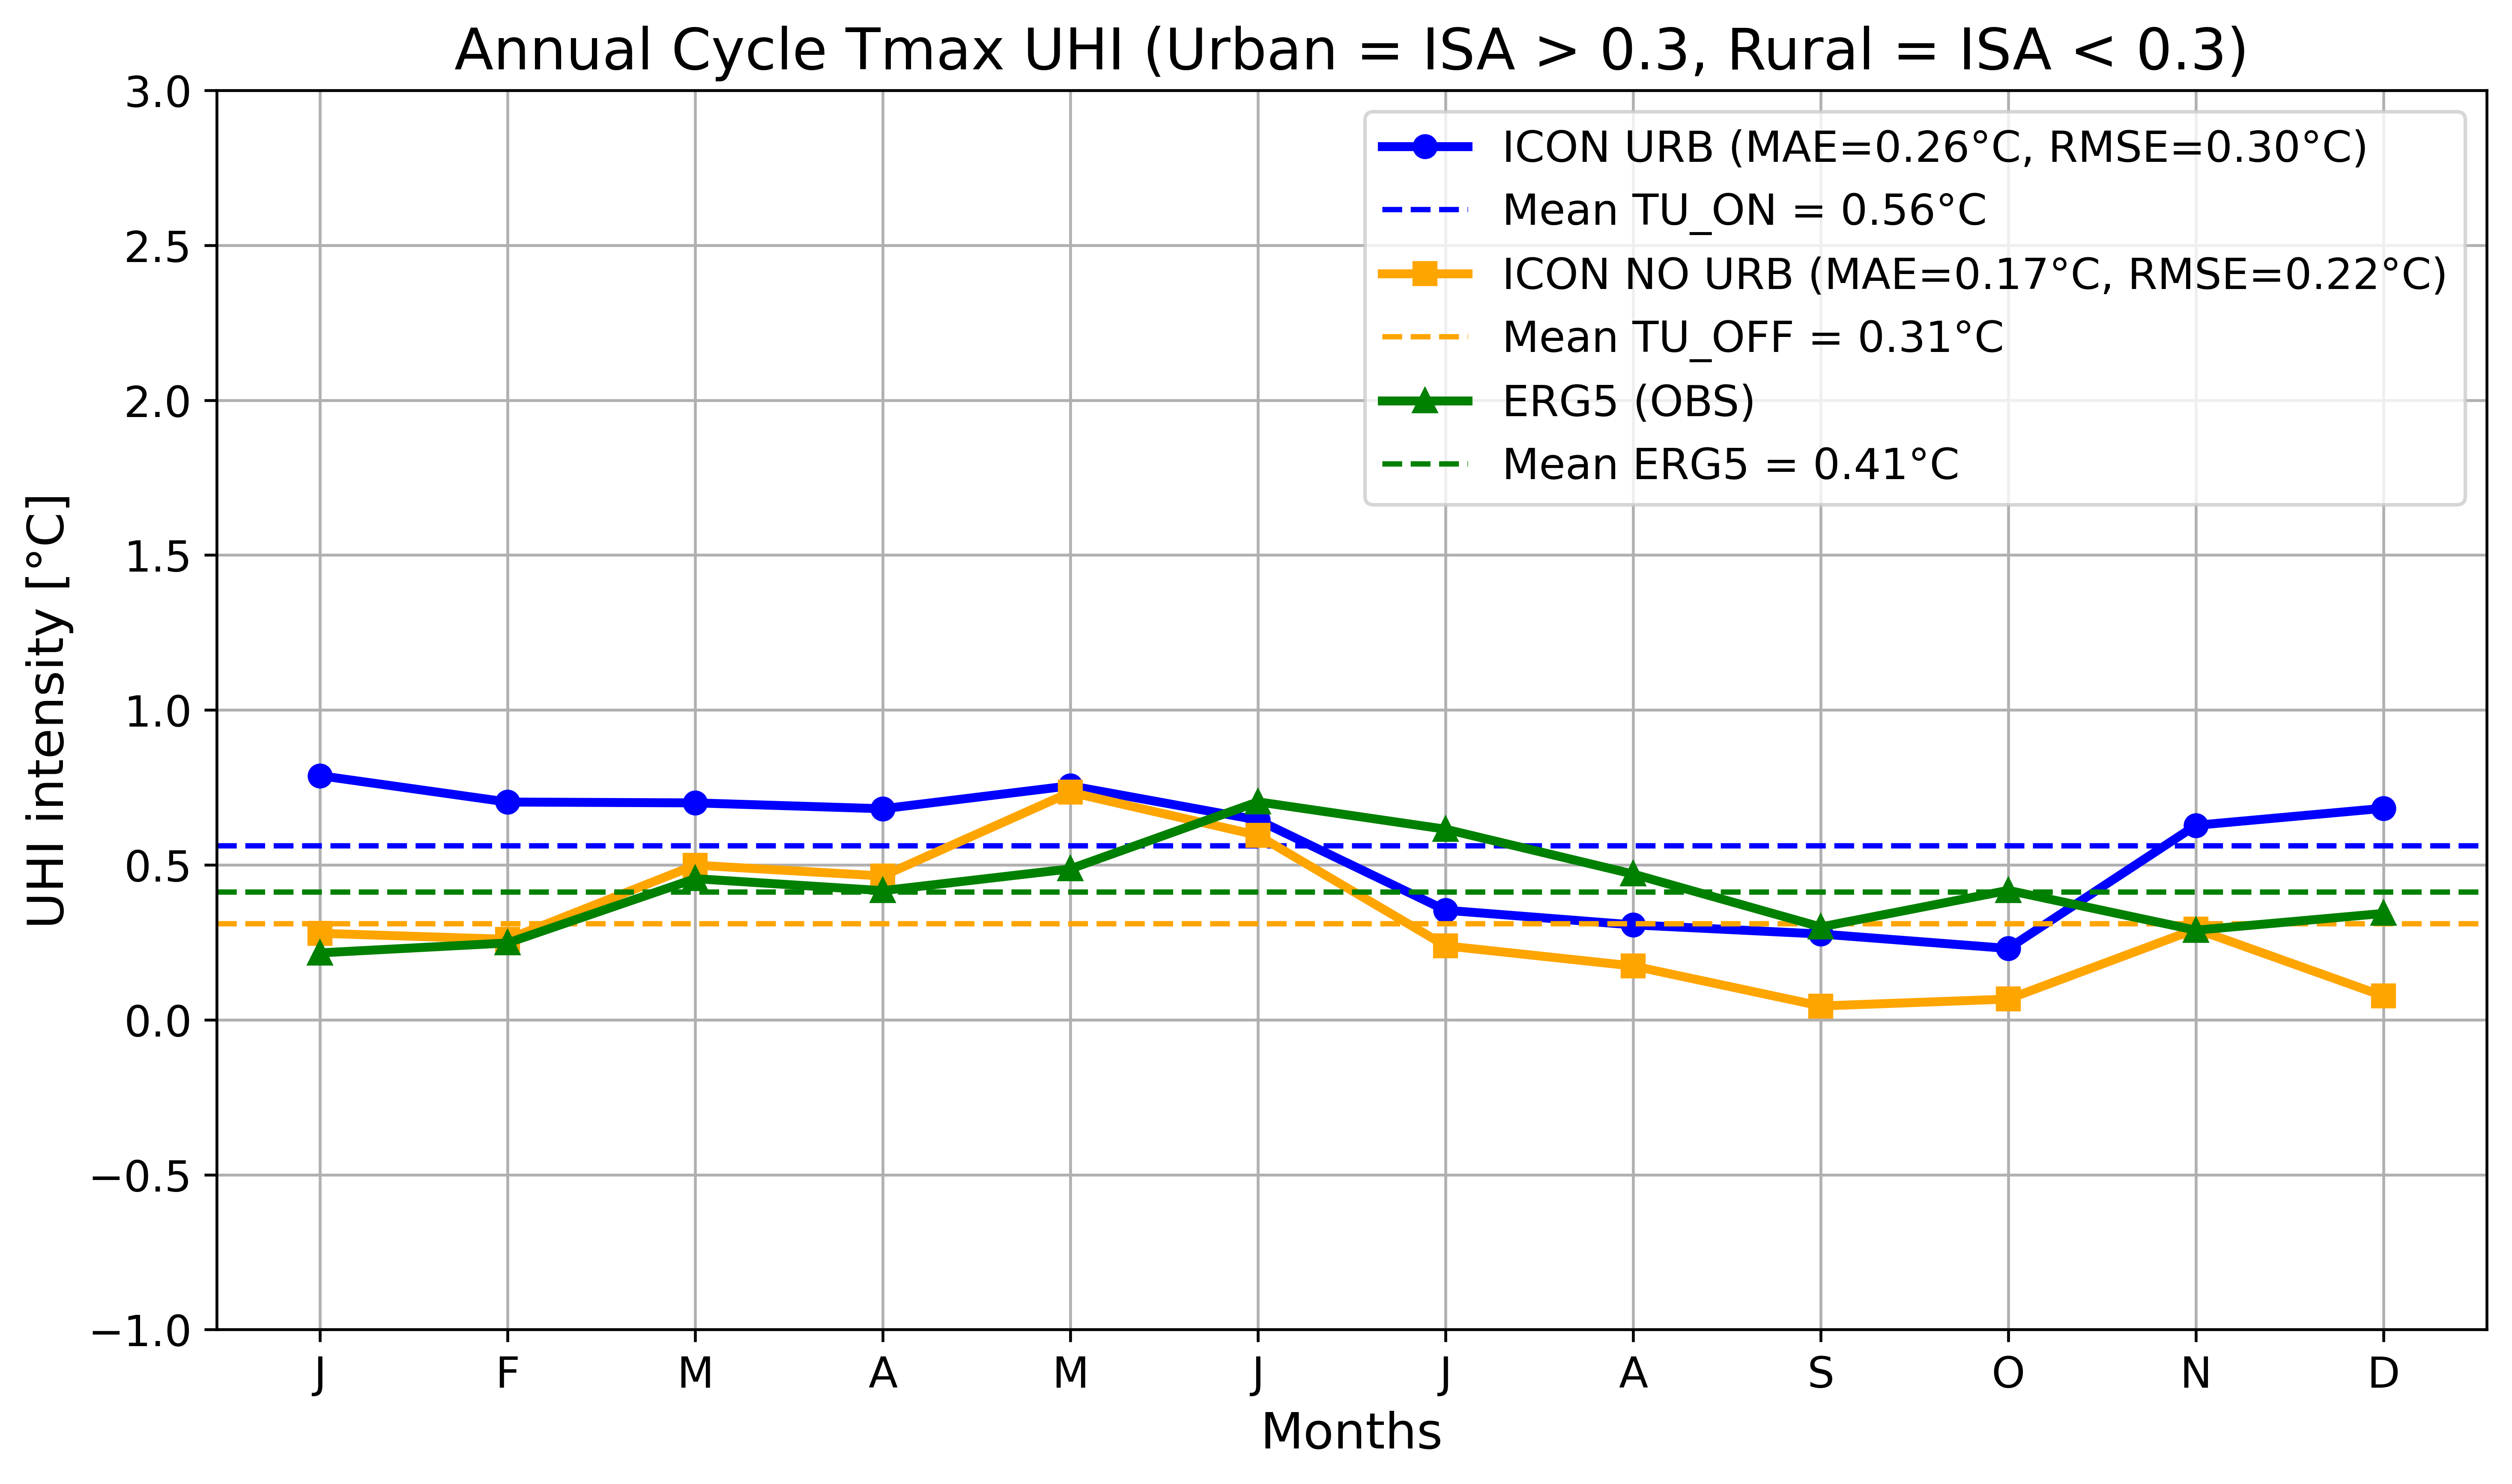 Annual Cycle Tmax UHI (Urban = ISA > 0.3, Rural = ISA < 0.3)
3.0
2.5
2.0
1.5
1.0
0.5
0.0
−0.5
−1.0
UHI intensity [°C]
ICON URB (MAE=0.26°C, RMSE=0.30°C)
Mean TU_ON = 0.56°C
ICON NO URB (MAE=0.17°C, RMSE=0.22°C)
Mean TU_OFF = 0.31°C
ERG5 (OBS)
Mean ERG5 = 0.41°C
J F M A M J J A S O N D
Months